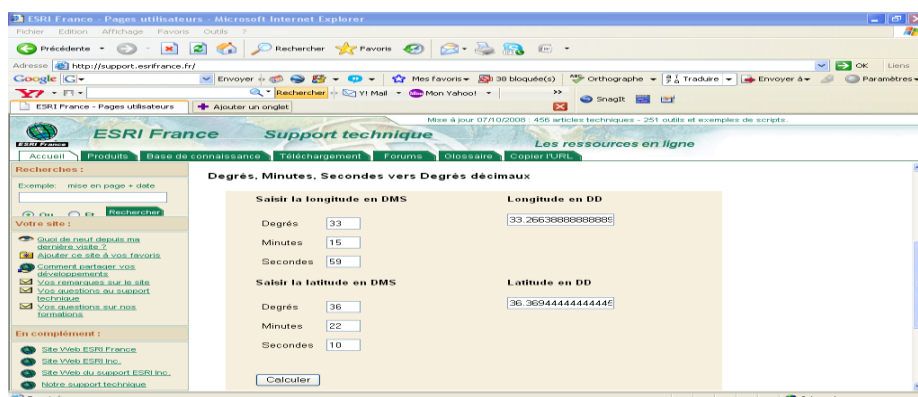 ESRI France - Pages utilisateurs - Microsoft Internet Explorer
Fichier Edition Affichage Favoris Outils ?
Précédente Rechercher Favoris
Adresse http://support.esrifrance.fr/ OK Liens
Google G Envoyer Mes favoris 38 bloqué(s) Orthographe Traduire Envoyer à Paramètres
Y! Rechercher Y! Mail Mon Yahoo! >> SnagIt
ESRI France - Pages utilisateurs Ajouter un onglet
Mise à jour 07/10/2008 : 456 articles techniques - 251 outils et exemples de scripts.
ESRI France Support technique
ESRI France Les ressources en ligne
Accueil Produits Base de connaissance Téléchargement Forums Glossaire Copier l'URL
Recherches :
Exemple: mise en page + date
Ou Et Rechercher
Votre site :
Quoi de neuf depuis ma dernière visite ?
Ajouter ce site à vos favoris
Comment partager vos développements
Vos remarques sur le site
Vos questions au support technique
Vos questions sur nos formations
En complément :
Site Web ESRI France
Site Web ESRI Inc.
Site Web du support ESRI Inc.
Notre support technique
Degrés, Minutes, Secondes vers Degrés décimaux
Saisir la longitude en DMS Longitude en DD
Degrés 33 33.26638888888889
Minutes 15
Secondes 59
Saisir la latitude en DMS Latitude en DD
Degrés 36 36.3694444444445
Minutes 22
Secondes 10
Calculer